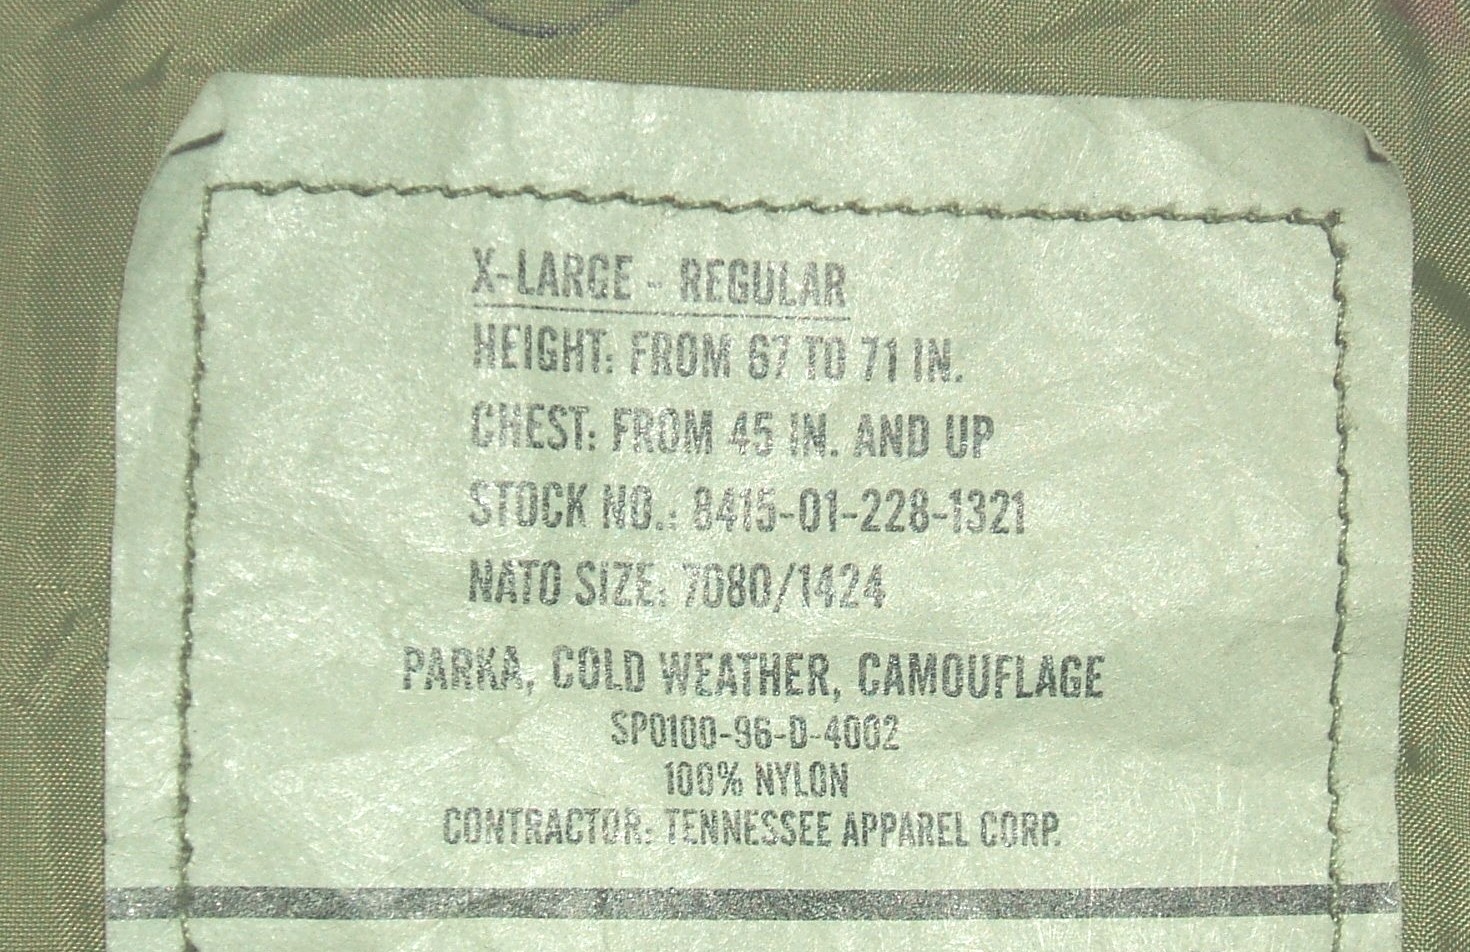 X-LARGE - REGULAR
HEIGHT: FROM 67 TO 71 IN.
CHEST: FROM 45 IN. AND UP
STOCK NO.: 8415-01-228-1321
NATO SIZE: 7080/1424
PARKA, COLD WEATHER, CAMOUFLAGE
SPO100-96-D-4002
100% NYLON
CONTRACTOR: TENNESSEE APPAREL CORP.